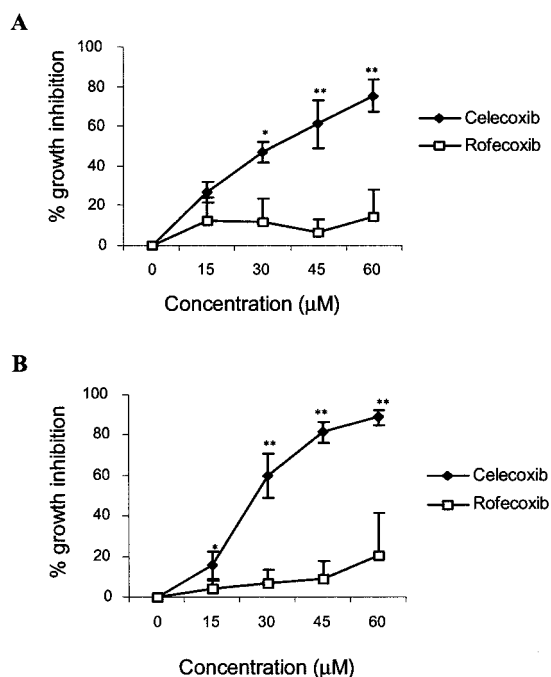 A
% growth inhibition
100
80
60
40
20
0
*
**
**
Celecoxib
Rofecoxib
0 15 30 45 60
Concentration (μM)
B
% growth inhibition
100
80
60
40
20
0
*
**
**
**
Celecoxib
Rofecoxib
0 15 30 45 60
Concentration (μM)